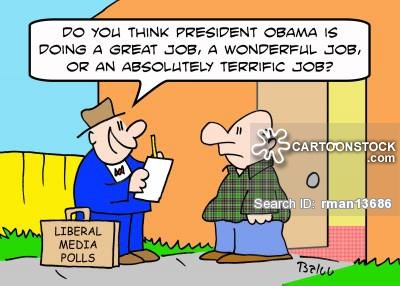 DO YOU THINK PRESIDENT OBAMA IS
DOING A GREAT JOB, A WONDERFUL JOB,
OR AN ABSOLUTELY TERRIFIC JOB?
CARTOONSTOCK
.com
Search ID: rman13686
LIBERAL
MEDIA
POLLS